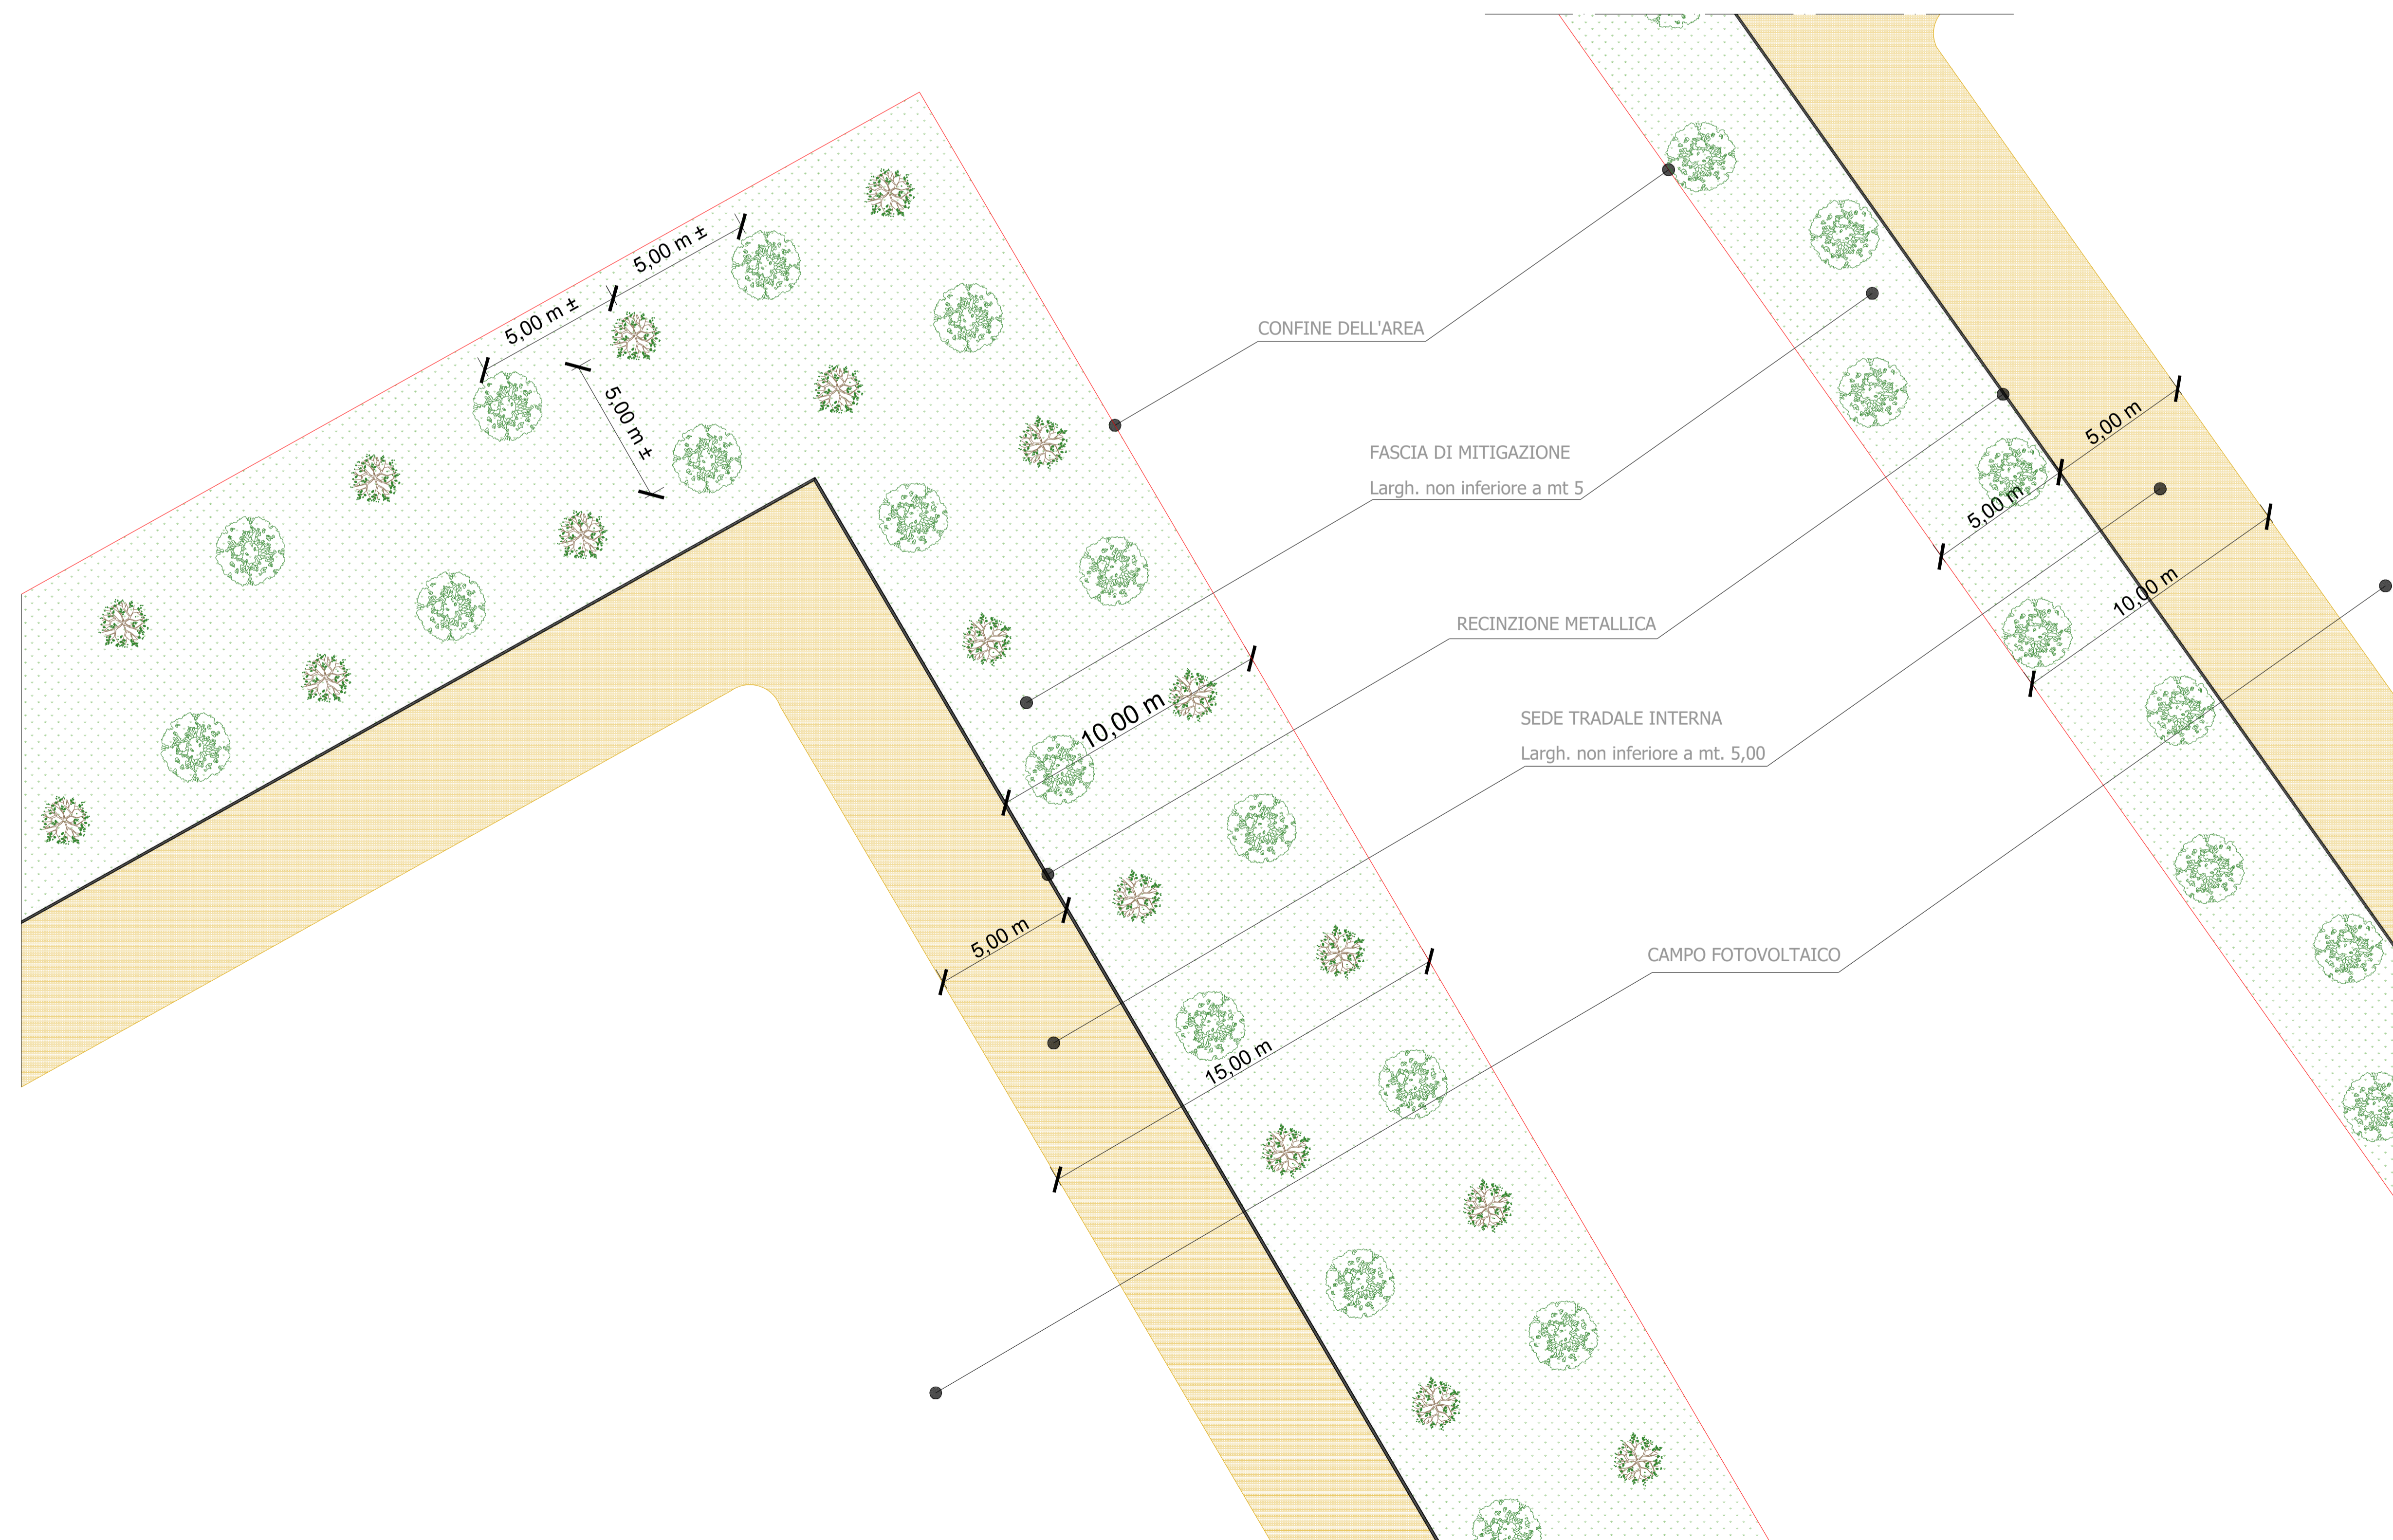 5,00 m ±
5,00 m ±
5,00 m ±
CONFINE DELL'AREA
FASCIA DI MITIGAZIONE
Largh. non inferiore a mt 5
RECINZIONE METALLICA
SEDE TRADALE INTERNA
Largh. non inferiore a mt. 5,00
CAMPO FOTOVOLTAICO
10,00 m
5,00 m
15,00 m
5,00 m
5,00 m
10,00 m